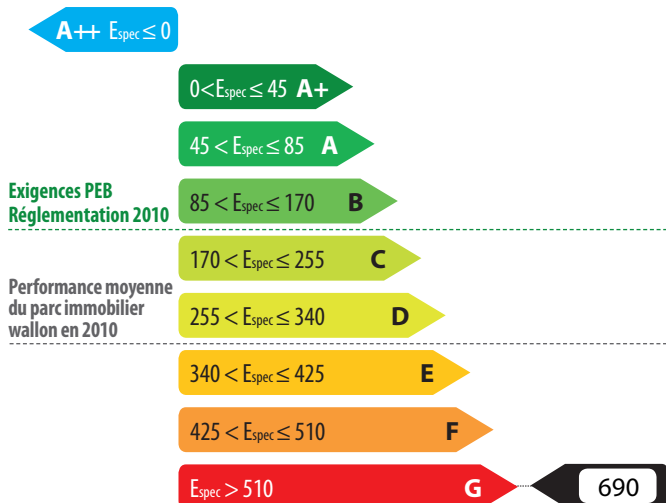 A++ Espec ≤ 0
0 < Espec ≤ 45 A+
45 < Espec ≤ 85 A
Exigences PEB
Réglementation 2010
85 < Espec ≤ 170 B
170 < Espec ≤ 255 C
Performance moyenne
du parc immobilier
wallon en 2010
255 < Espec ≤ 340 D
340 < Espec ≤ 425 E
425 < Espec ≤ 510 F
Espec > 510 G
690